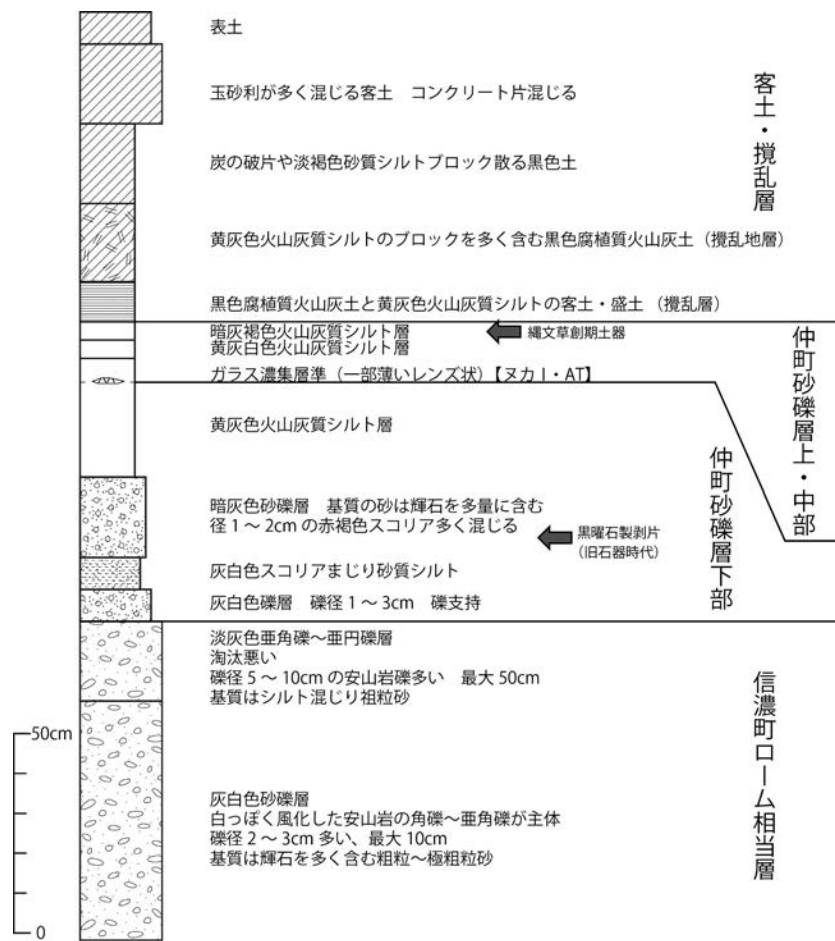 表土
玉砂利が多く混じる客土　コンクリート片混じる
炭の破片や淡褐色砂質シルトブロック散る黒色土
黄灰色火山灰質シルトのブロックを多く含む黒色腐植質火山灰土（攪乱地層）
黒色腐植質火山灰土と黄灰色火山灰質シルトの客土・盛土（攪乱層）
客土・攪乱層
暗灰褐色火山灰質シルト層
縄文草創期土器
黄灰白色火山灰質シルト層
ガラス濃集層準（一部薄いレンズ状）【ヌカⅠ・AT】
仲町砂礫層上・中部
黄灰色火山灰質シルト層
暗灰色砂礫層　基質の砂は輝石を多量に含む
径1～2cmの赤褐色スコリア多く混じる
黒曜石製剥片
（旧石器時代）
灰白色スコリアまじり砂質シルト
灰白色礫層　礫径1～3cm　礫支持
仲町砂礫層下部
淡灰色亜角礫～亜円礫層
淘汰悪い
礫径5～10cmの安山岩礫多い　最大50cm
基質はシルト混じり祖粒砂
灰白色砂礫層
白っぽく風化した安山岩の角礫～亜角礫が主体
礫径2～3cm多い、最大10cm
基質は輝石を多く含む粗粒～極粗粒砂
信濃町ローム相当層
50cm
0